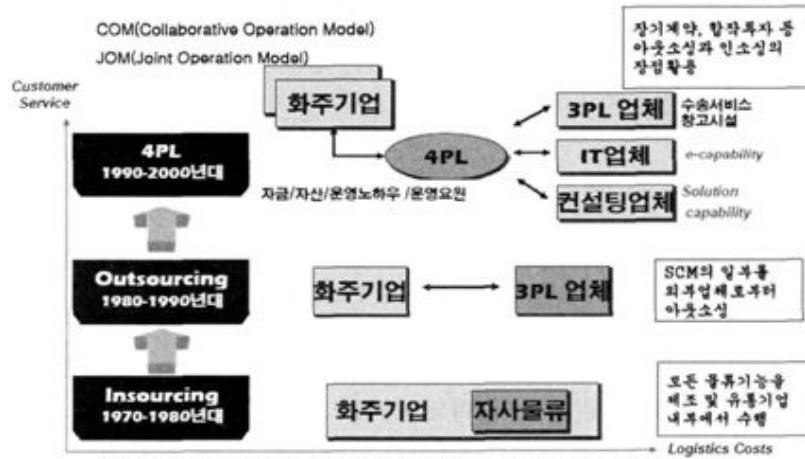 COM(Collaborative Operation Model)
JOM(Joint Operation Model)
장기계약, 합작투자 등
아웃소싱과 인소싱의
장점활용
Customer
Service
화주기업
3PL 업체
수송서비스
창고시설
4PL
1990-2000년대
4PL
IT업체
e-capability
자금/자산/운영노하우 /운영요원
컨설팅업체
Solution
capability
Outsourcing
1980-1990년대
화주기업
3PL 업체
SCM의 일부를
외부업체로부터
아웃소싱
Insourcing
1970-1980년대
화주기업
자사물류
모든 물류기능을
제조 및 유통기업
내부에서 수행
Logistics Costs